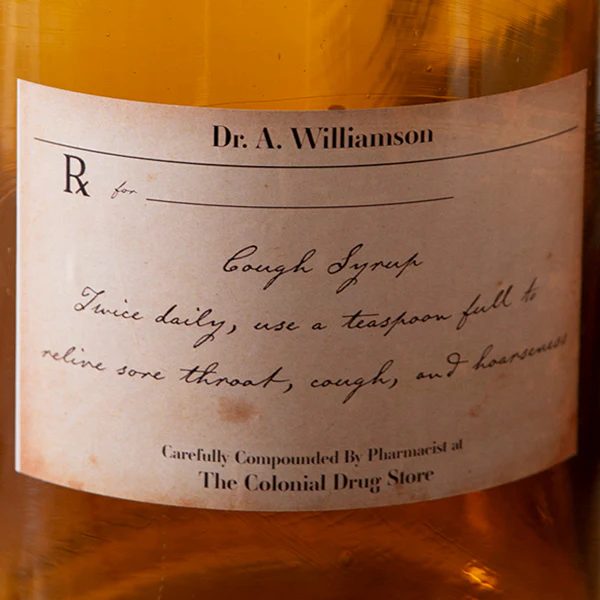 Dr. A. Williamson
Rx for
Cough Syrup
Twice daily, use a teaspoon full to
relive sore throat, cough, and hoarseness
Carefully Compounded By Pharmacist at
The Colonial Drug Store